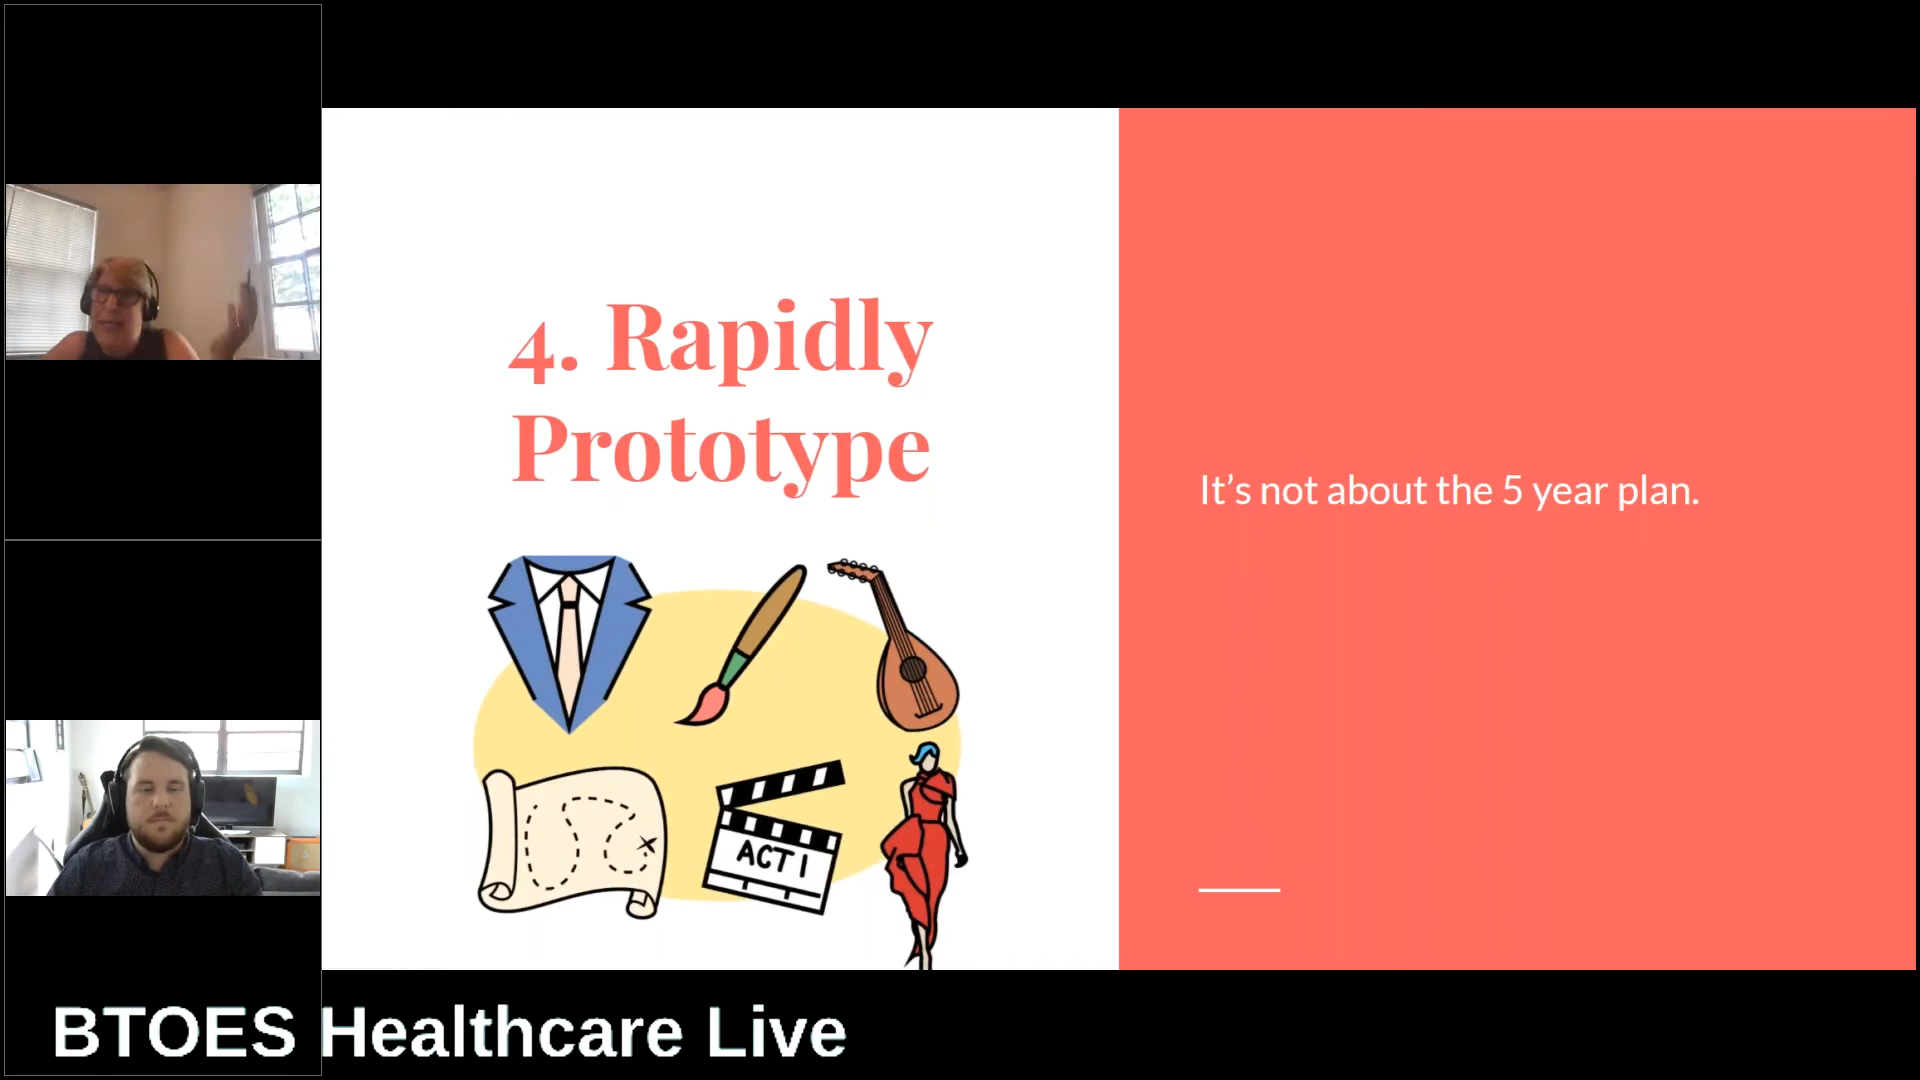 4. Rapidly
Prototype
It’s not about the 5 year plan.
ACT I
BTOES Healthcare Live